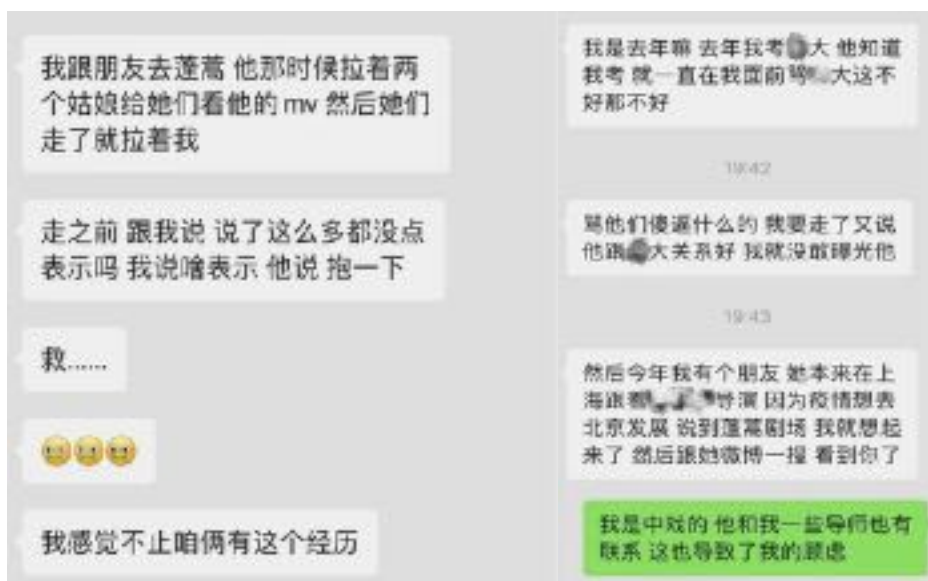 我跟朋友去蓬蒿 他那时候拉着两
个姑娘给她们看他的mv 然后她们
走了就拉着我
走之前 跟我说 说了这么多都没点
表示吗 我说啥表示 他说 抱一下
救......
我感觉不止咱俩有这个经历
我是去年嘛 去年我考 大 他知道
我考 就一直在我面前骂 大这不
好那不好
19:42
骂他们傻逼什么的 我要走了又说
他跟 大关系好 我就没敢曝光他
19:43
然后今年我有个朋友 她本来在上
海跟着 导演 因为疫情想去
北京发展 说到蓬蒿剧场 我就想起
来了 然后跟她微博一搜 看到你了
我是中戏的 他和我一些导师也有
联系 这也导致了我的顾虑